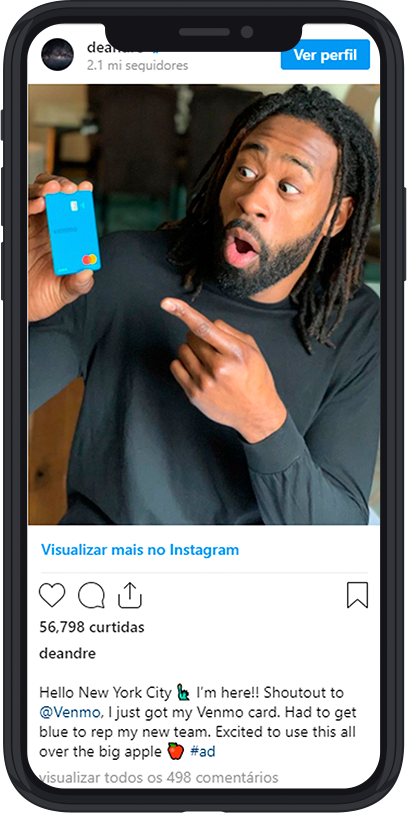 deandre
2.1 mi seguidores
Ver perfil
venmo
Visualizar mais no Instagram
56,798 curtidas
deandre
Hello New York City 🗽 I'm here!! Shoutout to
@Venmo, I just got my Venmo card. Had to get
blue to rep my new team. Excited to use this all
over the big apple 🍎 #ad
visualizar todos os 498 comentários